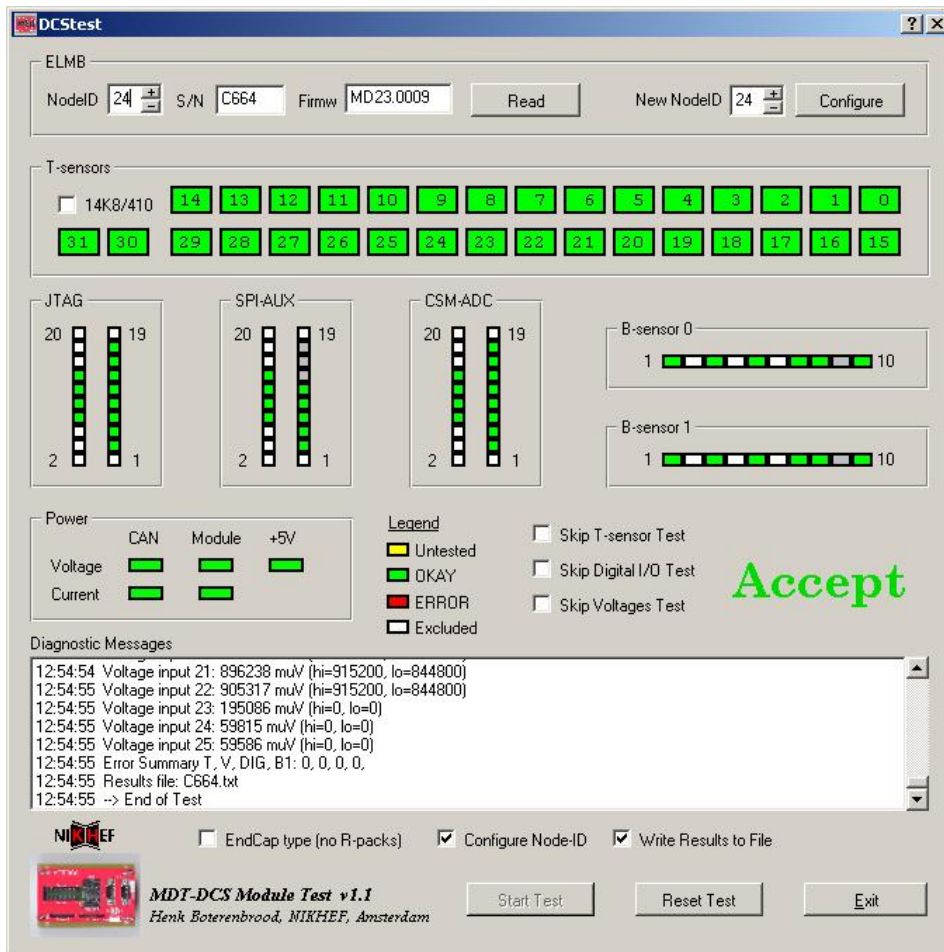 DCStest
ELMB
NodeID 24 S/N C664 Firmw MD23.0009 Read New NodeID 24 Configure
T-sensors
14K8/410 14 13 12 11 10 9 8 7 6 5 4 3 2 1 0
31 30 29 28 27 26 25 24 23 22 21 20 19 18 17 16 15
JTAG SPI-AUX CSM-ADC
20 19 20 19 20 19
B-sensor 0
1 10
B-sensor 1
2 1 2 1 2 1 1 10
Power
CAN Module +5V
Voltage
Current
Legend
Untested
OKAY
ERROR
Excluded
Skip T-sensor Test
Skip Digital I/O Test
Skip Voltages Test
Accept
Diagnostic Messages
12:54:54 Voltage input 21: 896238 muV (hi=915200, lo=844800)
12:54:55 Voltage input 22: 905317 muV (hi=915200, lo=844800)
12:54:55 Voltage input 23: 195086 muV (hi=0, lo=0)
12:54:55 Voltage input 24: 59815 muV (hi=0, lo=0)
12:54:55 Voltage input 25: 59586 muV (hi=0, lo=0)
12:54:55 Error Summary T, V, DIG, B1: 0, 0, 0, 0,
12:54:55 Results file: C664.txt
12:54:55 --> End of Test
NIKHEF
EndCap type (no R-packs) Configure Node-ID Write Results to File
MDT-DCS Module Test v1.1
Henk Boterenbrood, NIKHEF, Amsterdam
Start Test Reset Test Exit